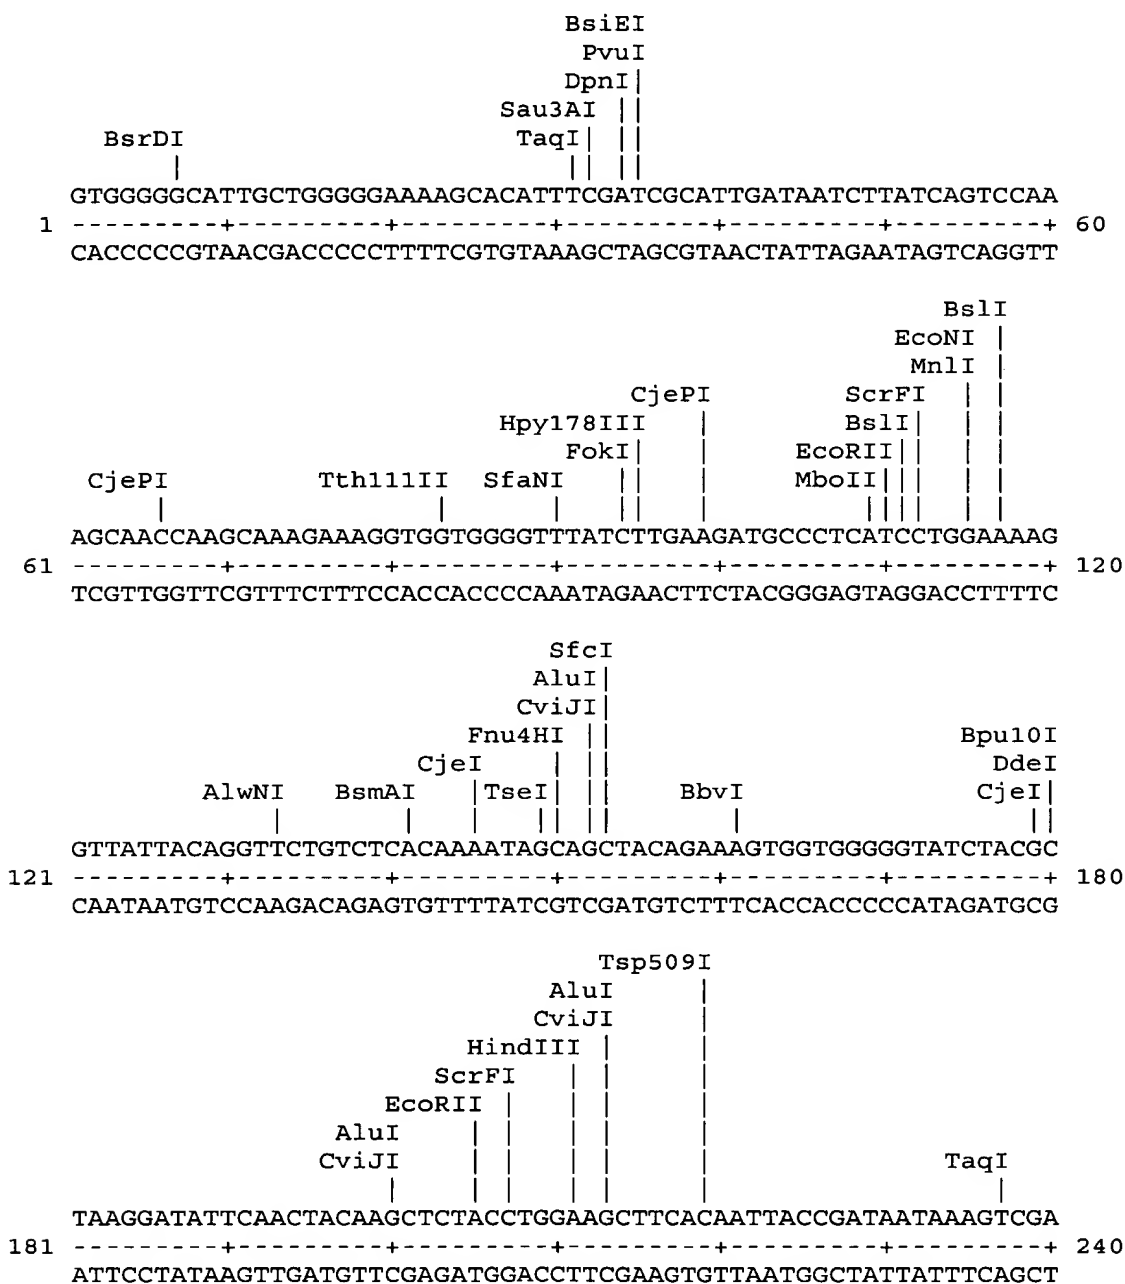 BsiEI
PvuI
DpnI
Sau3AI
BsrDI TaqI
GTGGGGGCATTGCTGGGGGAAAAGCACATTTCGATCGCATTGATAATCTTATCAGTCCAA
1 ---------+---------+---------+---------+---------+---------+ 60
CACCCCCGTAACGACCCCCTTTTCGTGTAAAGCTAGCGTAACTATTAGAATAGTCAGGTT
BslI
EcoNI
MnlI
CjePI ScrFI
Hpy178III BslI
FokI EcoRII
CjePI Tth111II SfaNI MboII
AGCAACCAAGCAAAGAAAGGTGGTGGGGTTTATCTTGAAGATGCCCTCATCCTGGAAAAG
61 ---------+---------+---------+---------+---------+---------+ 120
TCGTTGGTTCGTTTCTTTCCACCACCCCAAATAGAACTTCTACGGGAGTAGGACCTTTTC
SfcI
AluI
CviJI
Fnu4HI Bpu10I
CjeI DdeI
AlwNI BsmAI TseI BbvI CjeI
GTTATTACAGGTTCTGTCTCACAAAATAGCAGCTACAGAAAGTGGTGGGGGTATCTACGC
121 ---------+---------+---------+---------+---------+---------+ 180
CAATAATGTCCAAGACAGAGTGTTTTATCGTCGATGTCTTTCACCACCCCCATAGATGCG
Tsp509I
AluI
CviJI
HindIII
ScrFI
EcoRII
AluI
CviJI TaqI
TAAGGATATTCAACTACAAGCTCTACCTGGAAGCTTCACAATTACCGATAATAAAGTCGA
181 ---------+---------+---------+---------+---------+---------+ 240
ATTCCTATAAGTTGATGTTCGAGATGGACCTTCGAAGTGTTAATGGCTATTATTTCAGCT